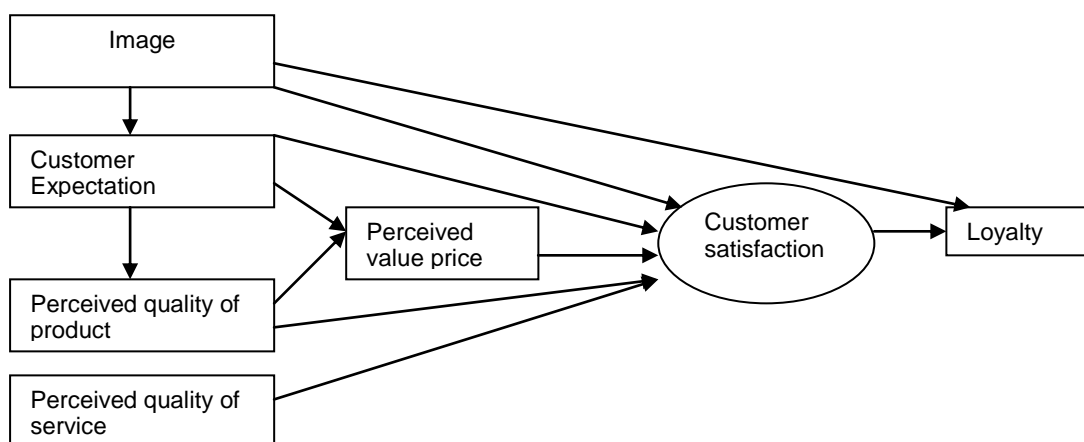 Image
Customer
Expectation
Perceived
value price
Customer
satisfaction
Loyalty
Perceived quality of
product
Perceived quality of
service